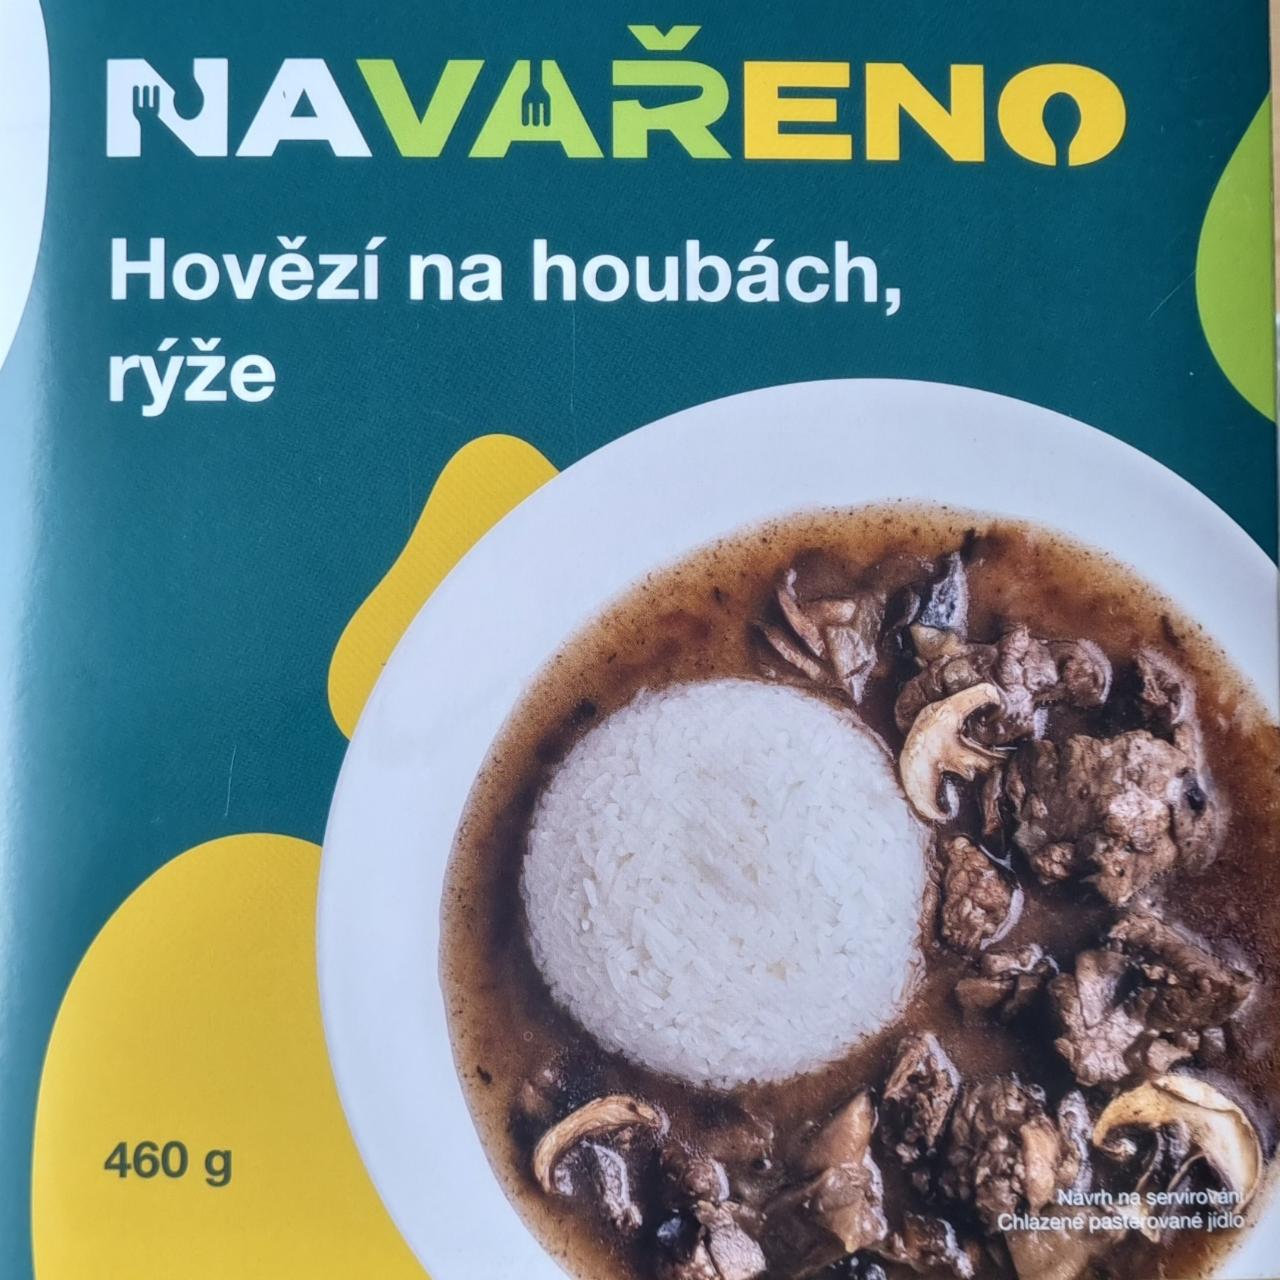 NAVAŘENO
Hovězí na houbách,
rýže
460 g
Návrh na servírování
Chlazené pasterované jídlo